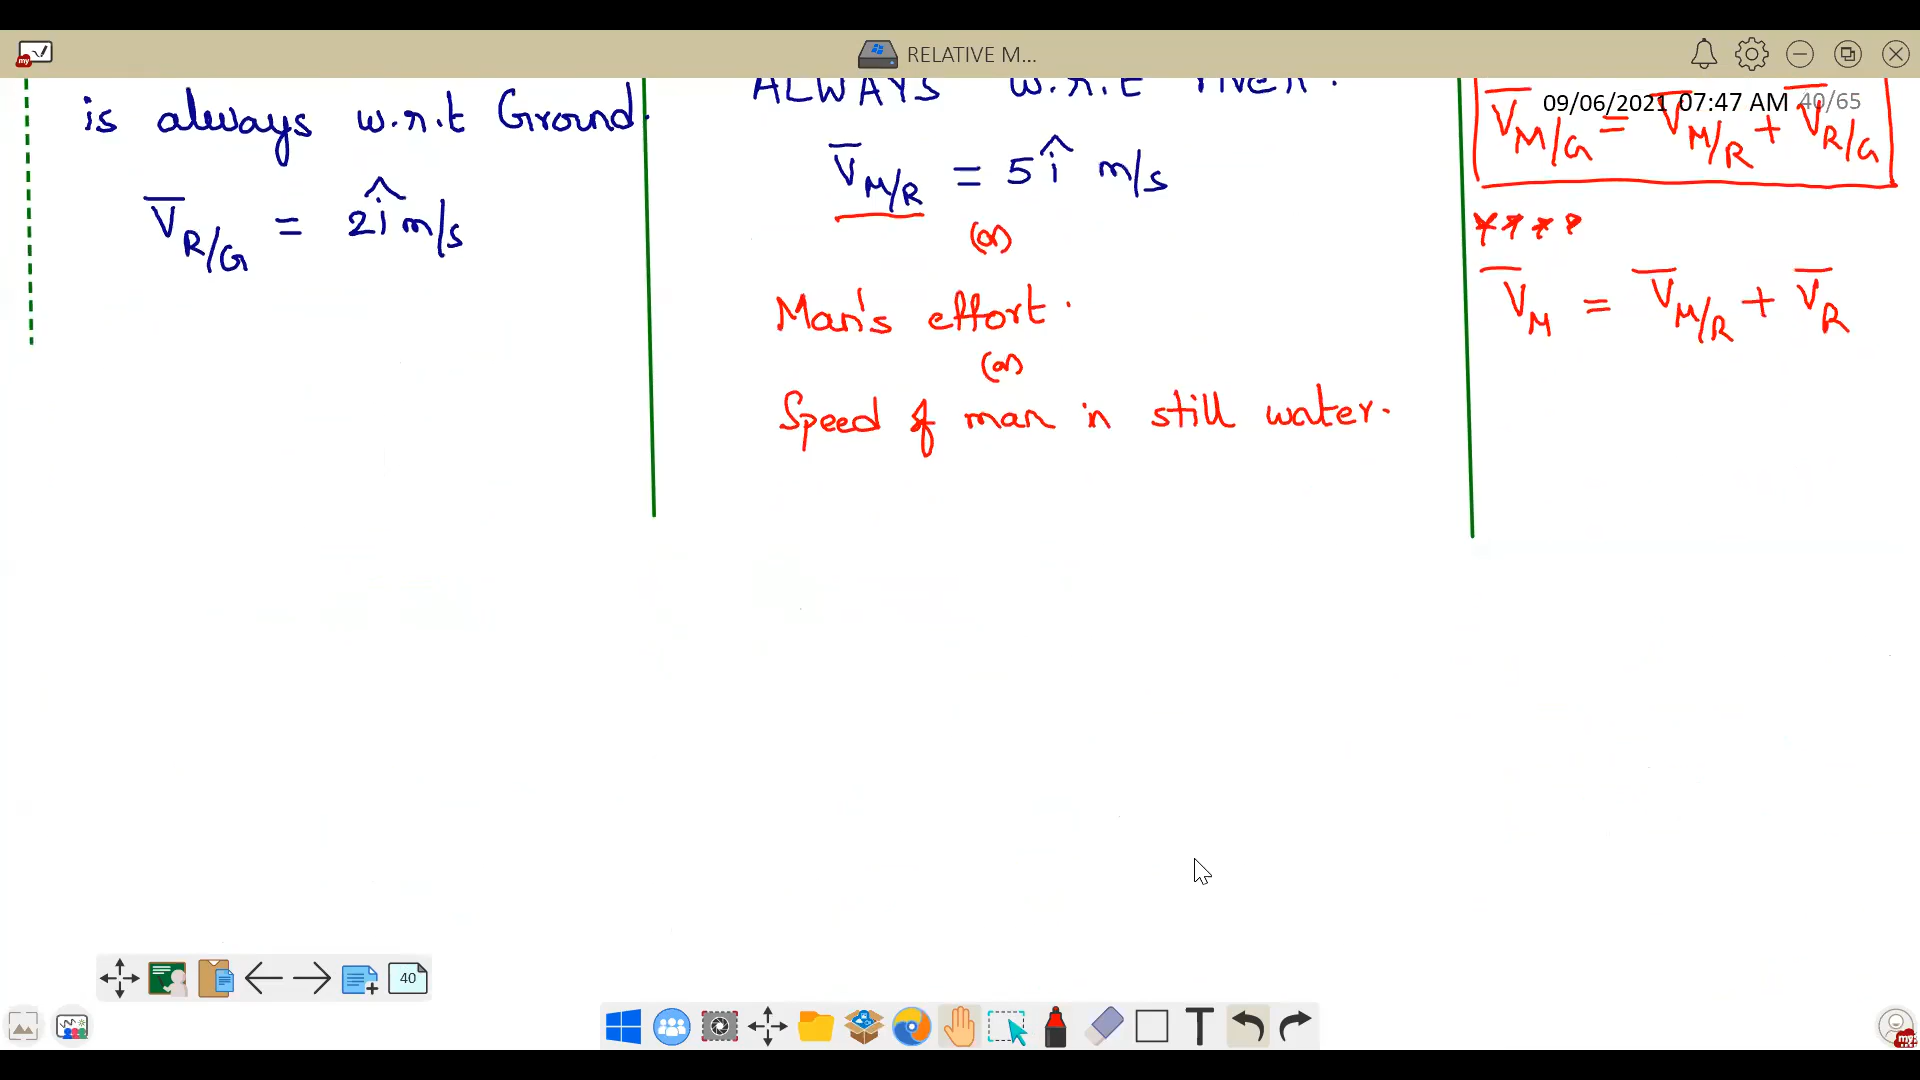 RELATIVE M...
09/06/2021 07:47 AM 40/65
is always w.r.t Ground.
V̅R/G = 2î m/s
ALWAYS w.r.t river.
V̅M/R = 5î m/s
(or)
Man's effort.
(or)
Speed of man in still water.
V̅M/G = V̅M/R + V̅R/G
****
V̅M = V̅M/R + V̅R
40